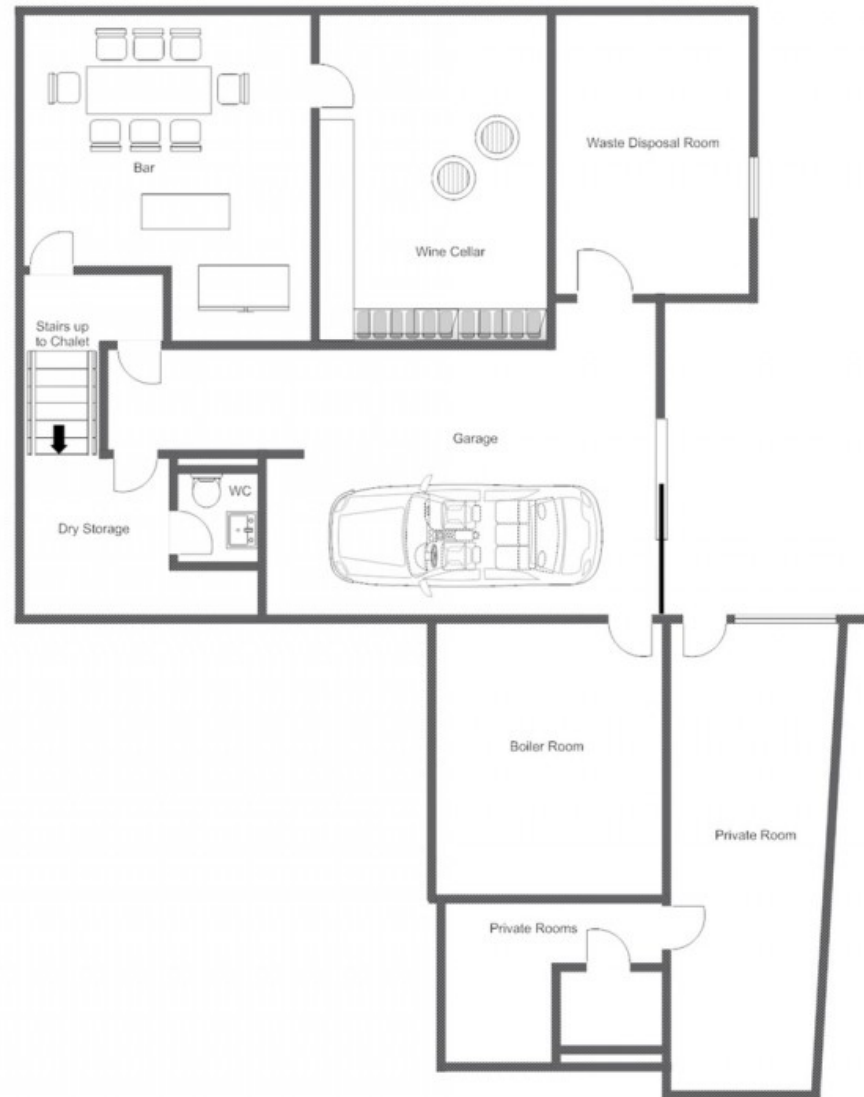 Waste Disposal Room
Bar
Wine Cellar
Stairs up
to Chalet
Garage
WC
Dry Storage
Boiler Room
Private Room
Private Rooms